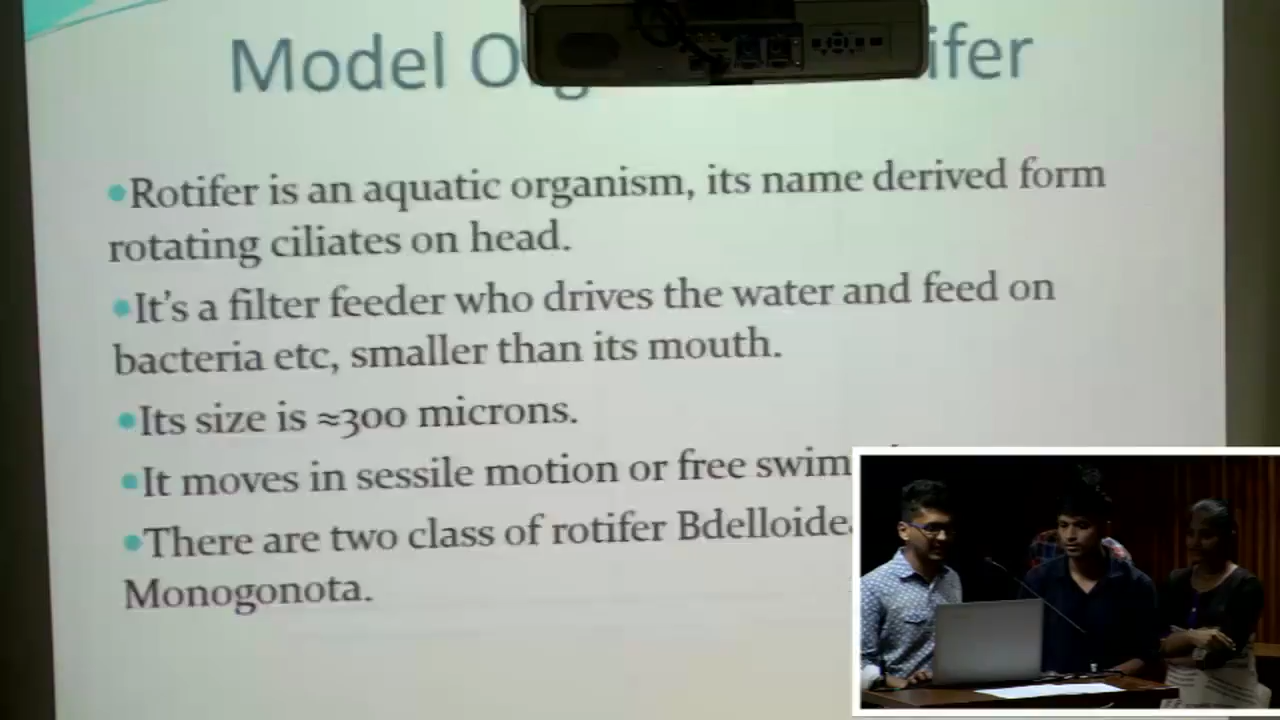 Model
Rotifer is an aquatic organism, its name derived form
rotating ciliates on head.
It's a filter feeder who drives the water and feed on
bacteria etc, smaller than its mouth.
Its size is ≈300 microns.
It moves in sessile motion or free
There are two class of rotifer
Monogonota.